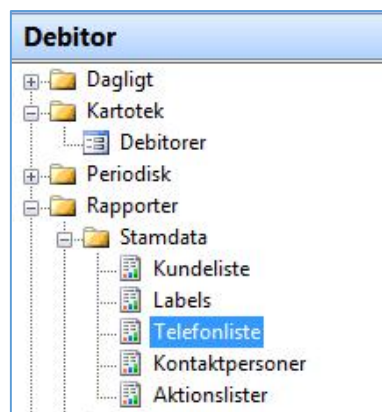 Debitor
Dagligt
Kartotek
Debitorer
Periodisk
Rapporter
Stamdata
Kundeliste
Labels
Telefonliste
Kontaktpersoner
Aktionslister